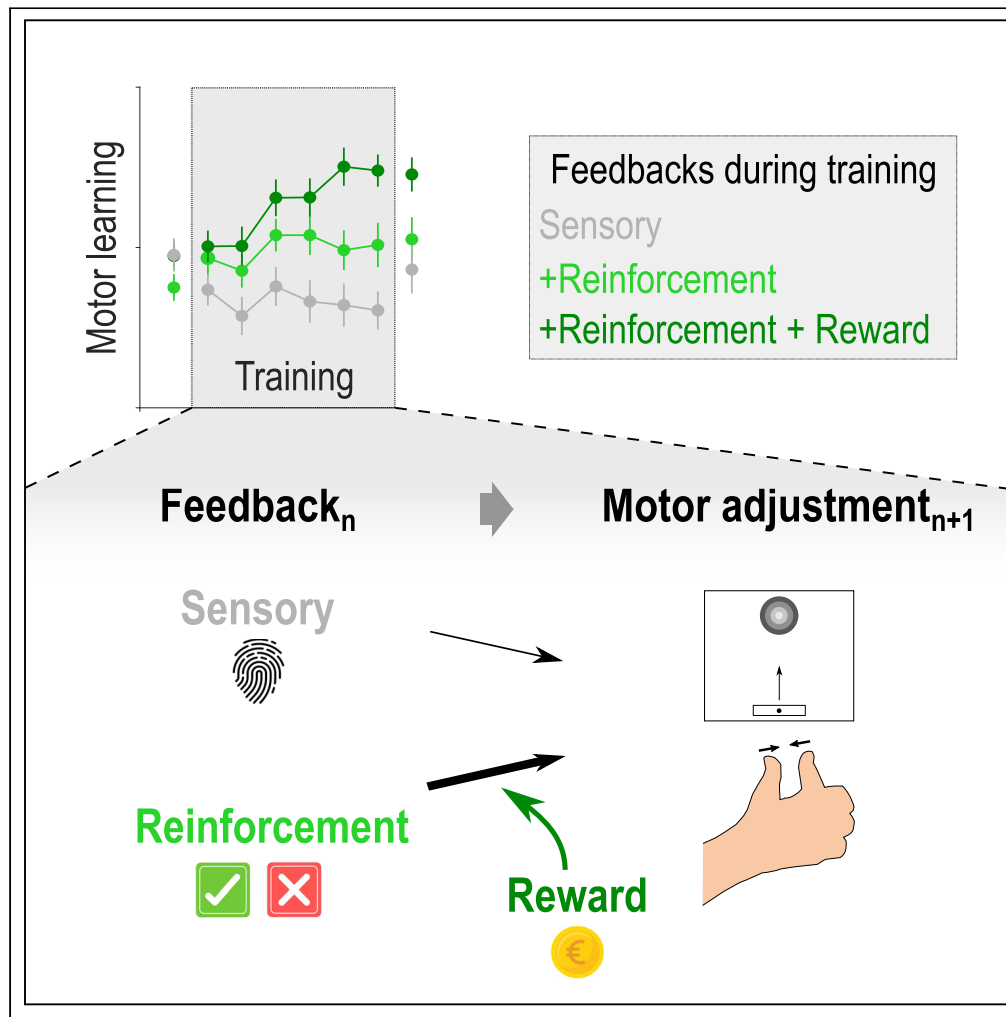 Motor learning
Training
Feedbacks during training
Sensory
+Reinforcement
+Reinforcement + Reward
Feedbackₙ
Motor adjustmentₙ₊₁
Sensory
Reinforcement
Reward
€